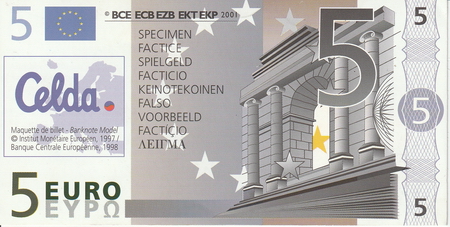 5
© BCE ECB EZB EKT EKP 2001
5
5
SPECIMEN
FACTICE
SPIELGELD
FACTICIO
KEINOTEKOINEN
FALSO
VOORBEELD
FACTÍCIO
ΔΕΙΓΜΑ
Celda.
Maquette de billet - Banknote Model
© Institut Monétaire Européen, 1997 /
Banque Centrale Européenne, 1998
5
5 EURO
ΕΥΡΩ
5